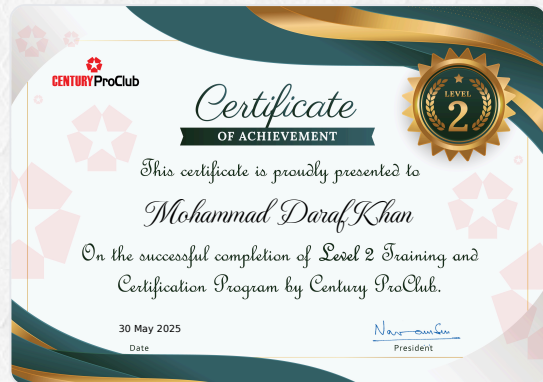 CENTURY ProClub
Certificate
OF ACHIEVEMENT
LEVEL
2
This certificate is proudly presented to
Mohammad Daraf Khan
On the successful completion of Level 2 Training and
Certification Program by Century ProClub.
30 May 2025
Date
President